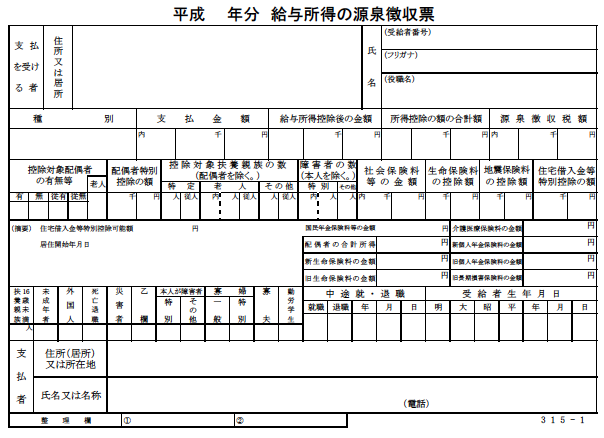 平成　年分　給与所得の源泉徴収票
支払を受ける者
住所又は居所
氏名
(受給者番号)
(フリガナ)
(役職名)
種　別　支　払　金　額　給与所得控除後の金額　所得控除の額の合計額　源泉徴収税額
内　千　円　千　円　千　円　内　千　円
控除対象配偶者の有無等　老人
配偶者特別控除の額
控除対象扶養親族の数(配偶者を除く。)
障害者の数(本人を除く。)
社会保険料等の金額
生命保険料の控除額
地震保険料の控除額
住宅借入金等特別控除の額
有　無　従有　従無
特定　老人　その他　特別　その他
千　円　人　従人　内　人　従人　人　従人　内　人　人　内　千　円　千　円　千　円　千　円
(摘要)　住宅借入金等特別控除可能額　円
居住開始年月日
国民年金保険料等の金額　円　介護医療保険料の金額　円
配偶者の合計所得　円　新個人年金保険料の金額　円
新生命保険料の金額　円　旧個人年金保険料の金額　円
旧生命保険料の金額　円　旧長期損害保険料の金額　円
扶養親族16歳未満　人
未成年者
外国人
死亡退職
災害者
乙欄
本人が障害者　特別　その他
寡婦　一般　特別
寡夫
勤労学生
中途就・退職
就職　退職　年　月　日
受給者生年月日
明　大　昭　平　年　月　日
支払者
住所(居所)又は所在地
氏名又は名称
(電話)
整理欄　①　②
315-1